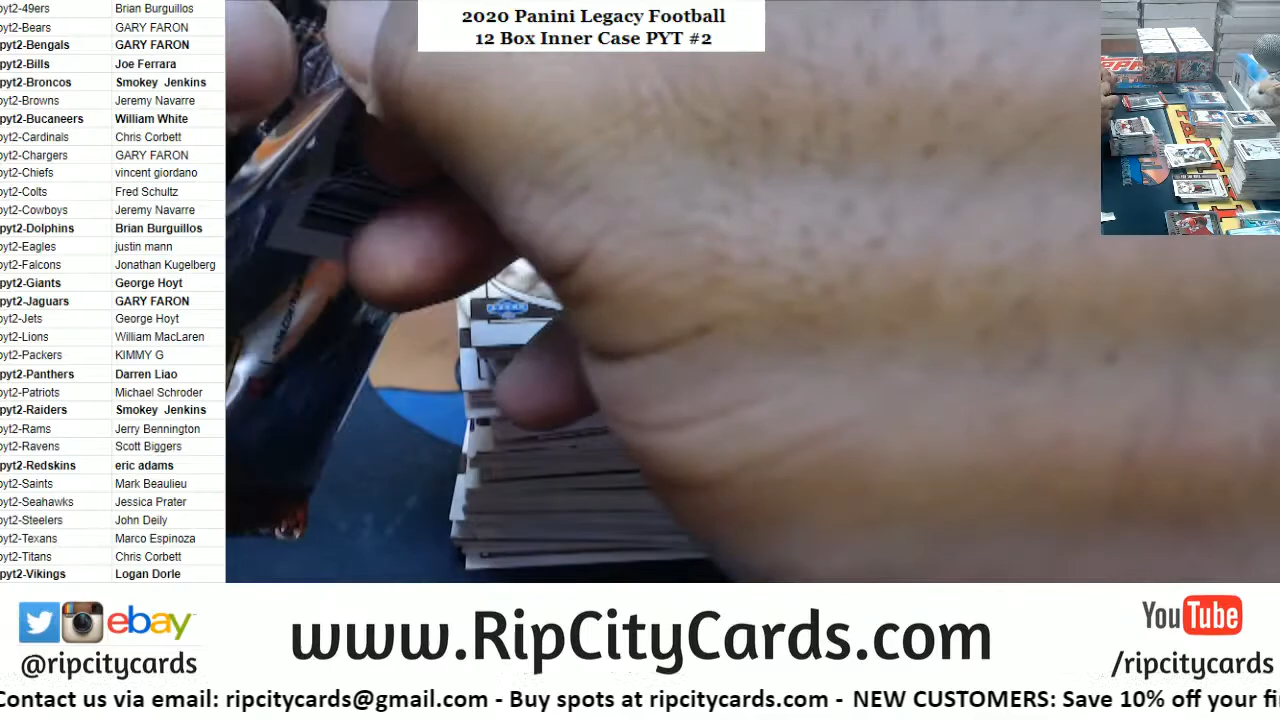 2020 Panini Legacy Football
12 Box Inner Case PYT #2
pyt2-49ers Brian Burguillos
pyt2-Bears GARY FARON
pyt2-Bengals GARY FARON
pyt2-Bills Joe Ferrara
pyt2-Broncos Smokey Jenkins
pyt2-Browns Jeremy Navarre
pyt2-Bucaneers William White
pyt2-Cardinals Chris Corbett
pyt2-Chargers GARY FARON
pyt2-Chiefs vincent giordano
pyt2-Colts Fred Schultz
pyt2-Cowboys Jeremy Navarre
pyt2-Dolphins Brian Burguillos
pyt2-Eagles justin mann
pyt2-Falcons Jonathan Kugelberg
pyt2-Giants George Hoyt
pyt2-Jaguars GARY FARON
pyt2-Jets George Hoyt
pyt2-Lions William MacLaren
pyt2-Packers KIMMY G
pyt2-Panthers Darren Liao
pyt2-Patriots Michael Schroder
pyt2-Raiders Smokey Jenkins
pyt2-Rams Jerry Bennington
pyt2-Ravens Scott Biggers
pyt2-Redskins eric adams
pyt2-Saints Mark Beaulieu
pyt2-Seahawks Jessica Prater
pyt2-Steelers John Deily
pyt2-Texans Marco Espinoza
pyt2-Titans Chris Corbett
pyt2-Vikings Logan Dorle
ebay
@ripcitycards
www.RipCityCards.com
YouTube
/ripcitycards
Contact us via email: ripcitycards@gmail.com - Buy spots at ripcitycards.com - NEW CUSTOMERS: Save 10% off your fi